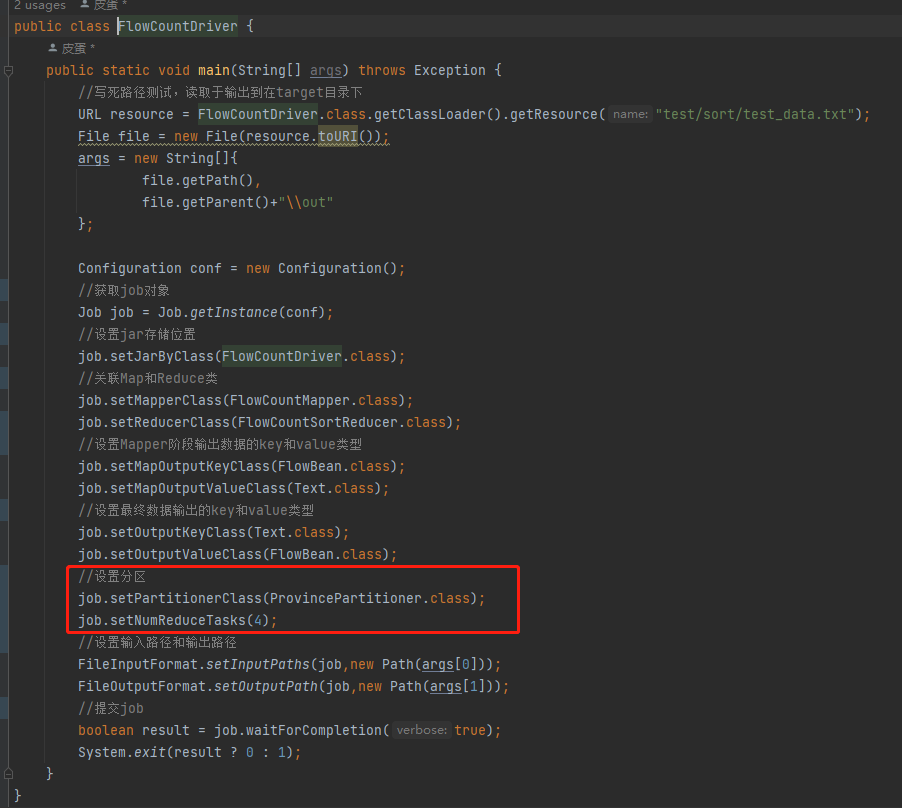 2 usages 皮蛋 *
public class FlowCountDriver {
皮蛋 *
public static void main(String[] args) throws Exception {
//写死路径测试，读取于输出到在target目录下
URL resource = FlowCountDriver.class.getClassLoader().getResource( name: "test/sort/test_data.txt");
File file = new File(resource.toURI());
args = new String[]{
file.getPath(),
file.getParent()+"\\out"
};
Configuration conf = new Configuration();
//获取job对象
Job job = Job.getInstance(conf);
//设置jar存储位置
job.setJarByClass(FlowCountDriver.class);
//关联Map和Reduce类
job.setMapperClass(FlowCountMapper.class);
job.setReducerClass(FlowCountSortReducer.class);
//设置Mapper阶段输出数据的key和value类型
job.setMapOutputKeyClass(FlowBean.class);
job.setMapOutputValueClass(Text.class);
//设置最终数据输出的key和value类型
job.setOutputKeyClass(Text.class);
job.setOutputValueClass(FlowBean.class);
//设置分区
job.setPartitionerClass(ProvincePartitioner.class);
job.setNumReduceTasks(4);
//设置输入路径和输出路径
FileInputFormat.setInputPaths(job,new Path(args[0]));
FileOutputFormat.setOutputPath(job,new Path(args[1]));
//提交job
boolean result = job.waitForCompletion( verbose: true);
System.exit(result ? 0 : 1);
}
}